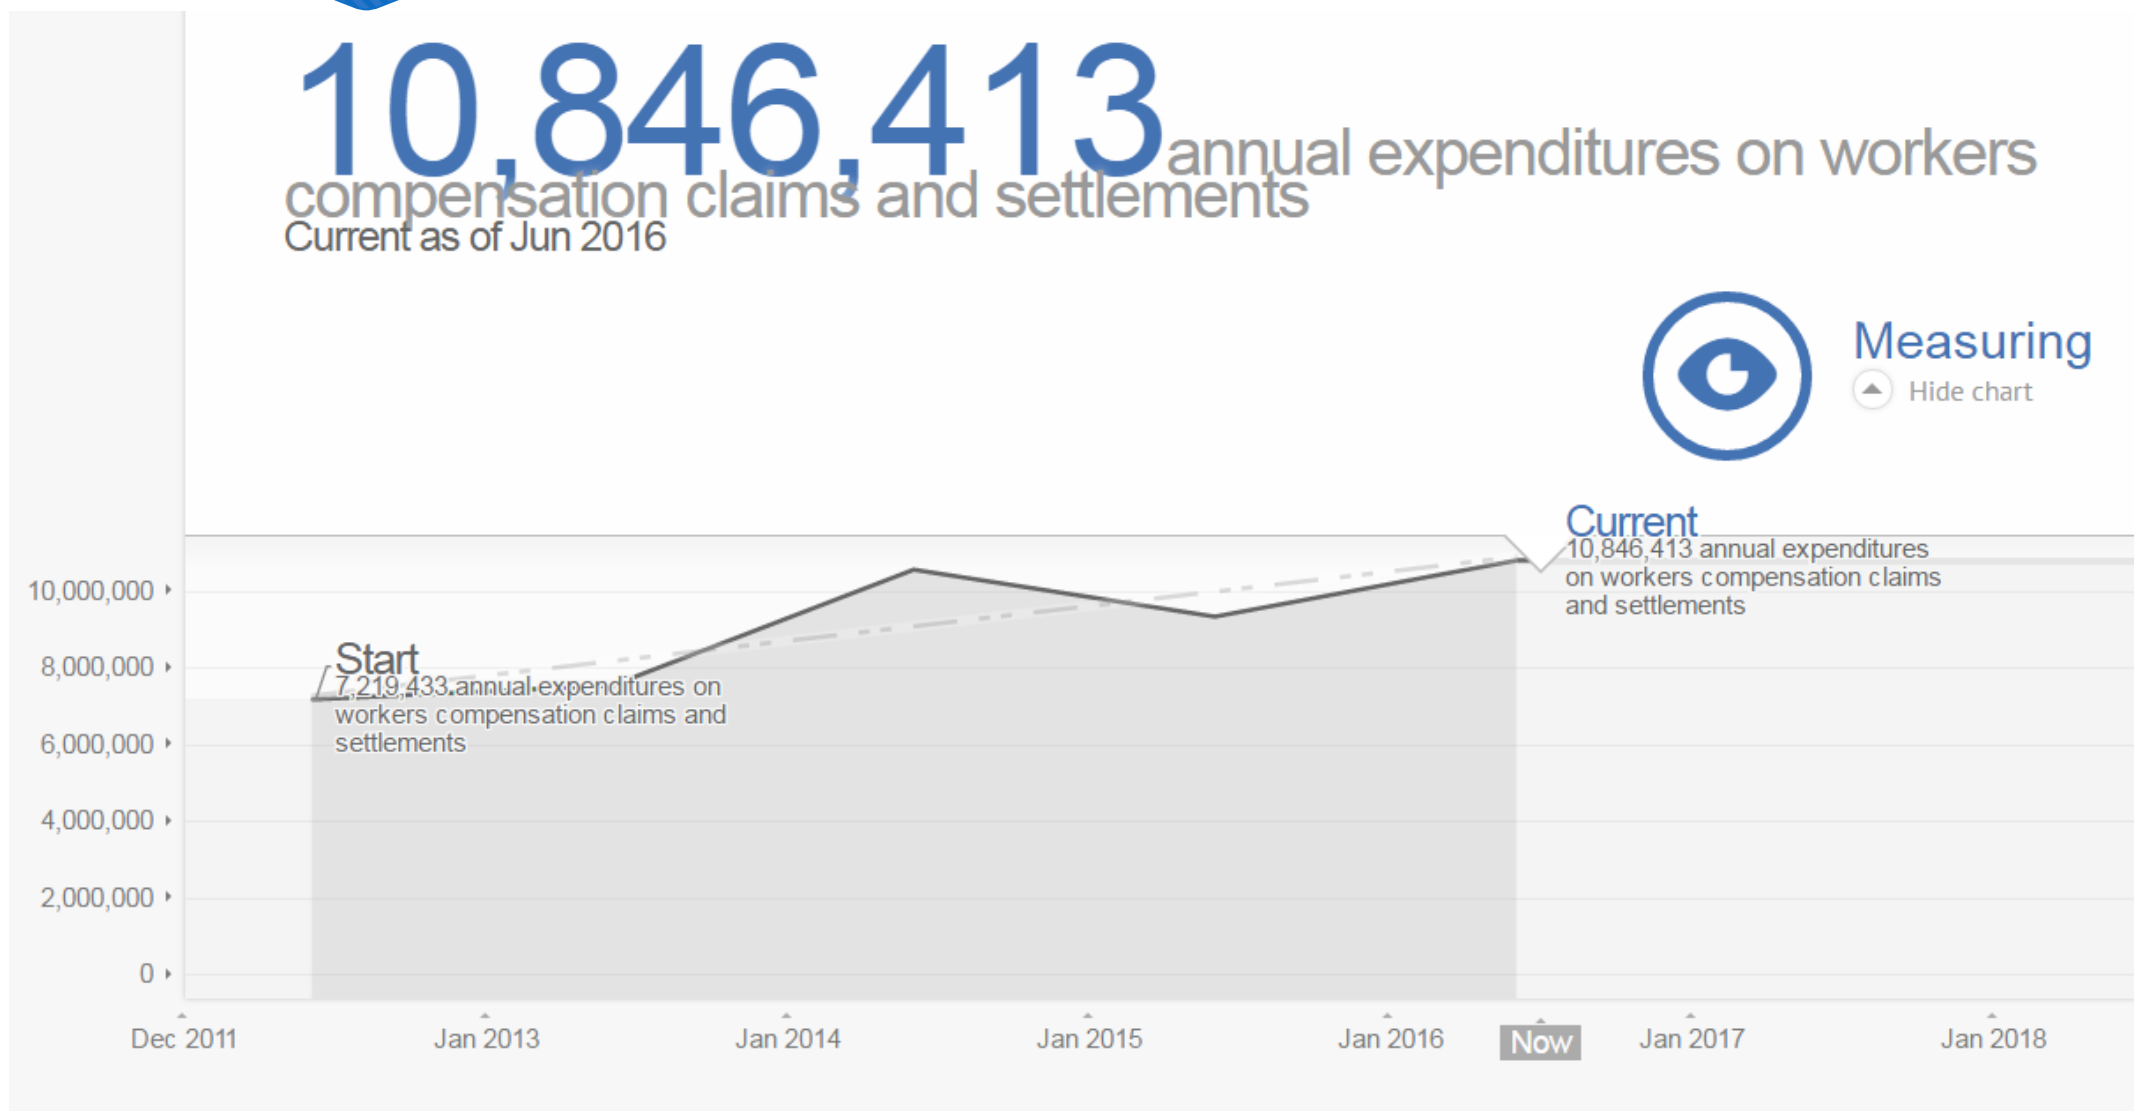 10,846,413 annual expenditures on workers
compensation claims and settlements
Current as of Jun 2016
Measuring
Hide chart
Current
10,846,413 annual expenditures
on workers compensation claims
and settlements
Start
7,219,433 annual expenditures on
workers compensation claims and
settlements
10,000,000
8,000,000
6,000,000
4,000,000
2,000,000
0
Dec 2011 Jan 2013 Jan 2014 Jan 2015 Jan 2016 Now Jan 2017 Jan 2018